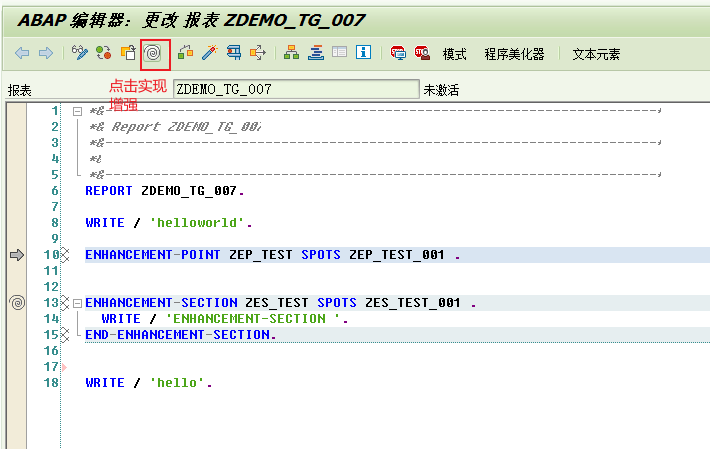 ABAP 编辑器：更改 报表 ZDEMO_TG_007
模式 程序美化器 文本元素
点击实现
增强
报表 ZDEMO_TG_007 未激活
1 *&---------------------------------------------------------------------*
2 *& Report ZDEMO_TG_007
3 *&---------------------------------------------------------------------*
4 *&
5 *&---------------------------------------------------------------------*
6 REPORT ZDEMO_TG_007.
7
8 WRITE / 'helloworld'.
9
10 ENHANCEMENT-POINT ZEP_TEST SPOTS ZEP_TEST_001 .
11
12
13 ENHANCEMENT-SECTION ZES_TEST SPOTS ZES_TEST_001 .
14 WRITE / 'ENHANCEMENT-SECTION '.
15 END-ENHANCEMENT-SECTION.
16
17
18 WRITE / 'hello'.